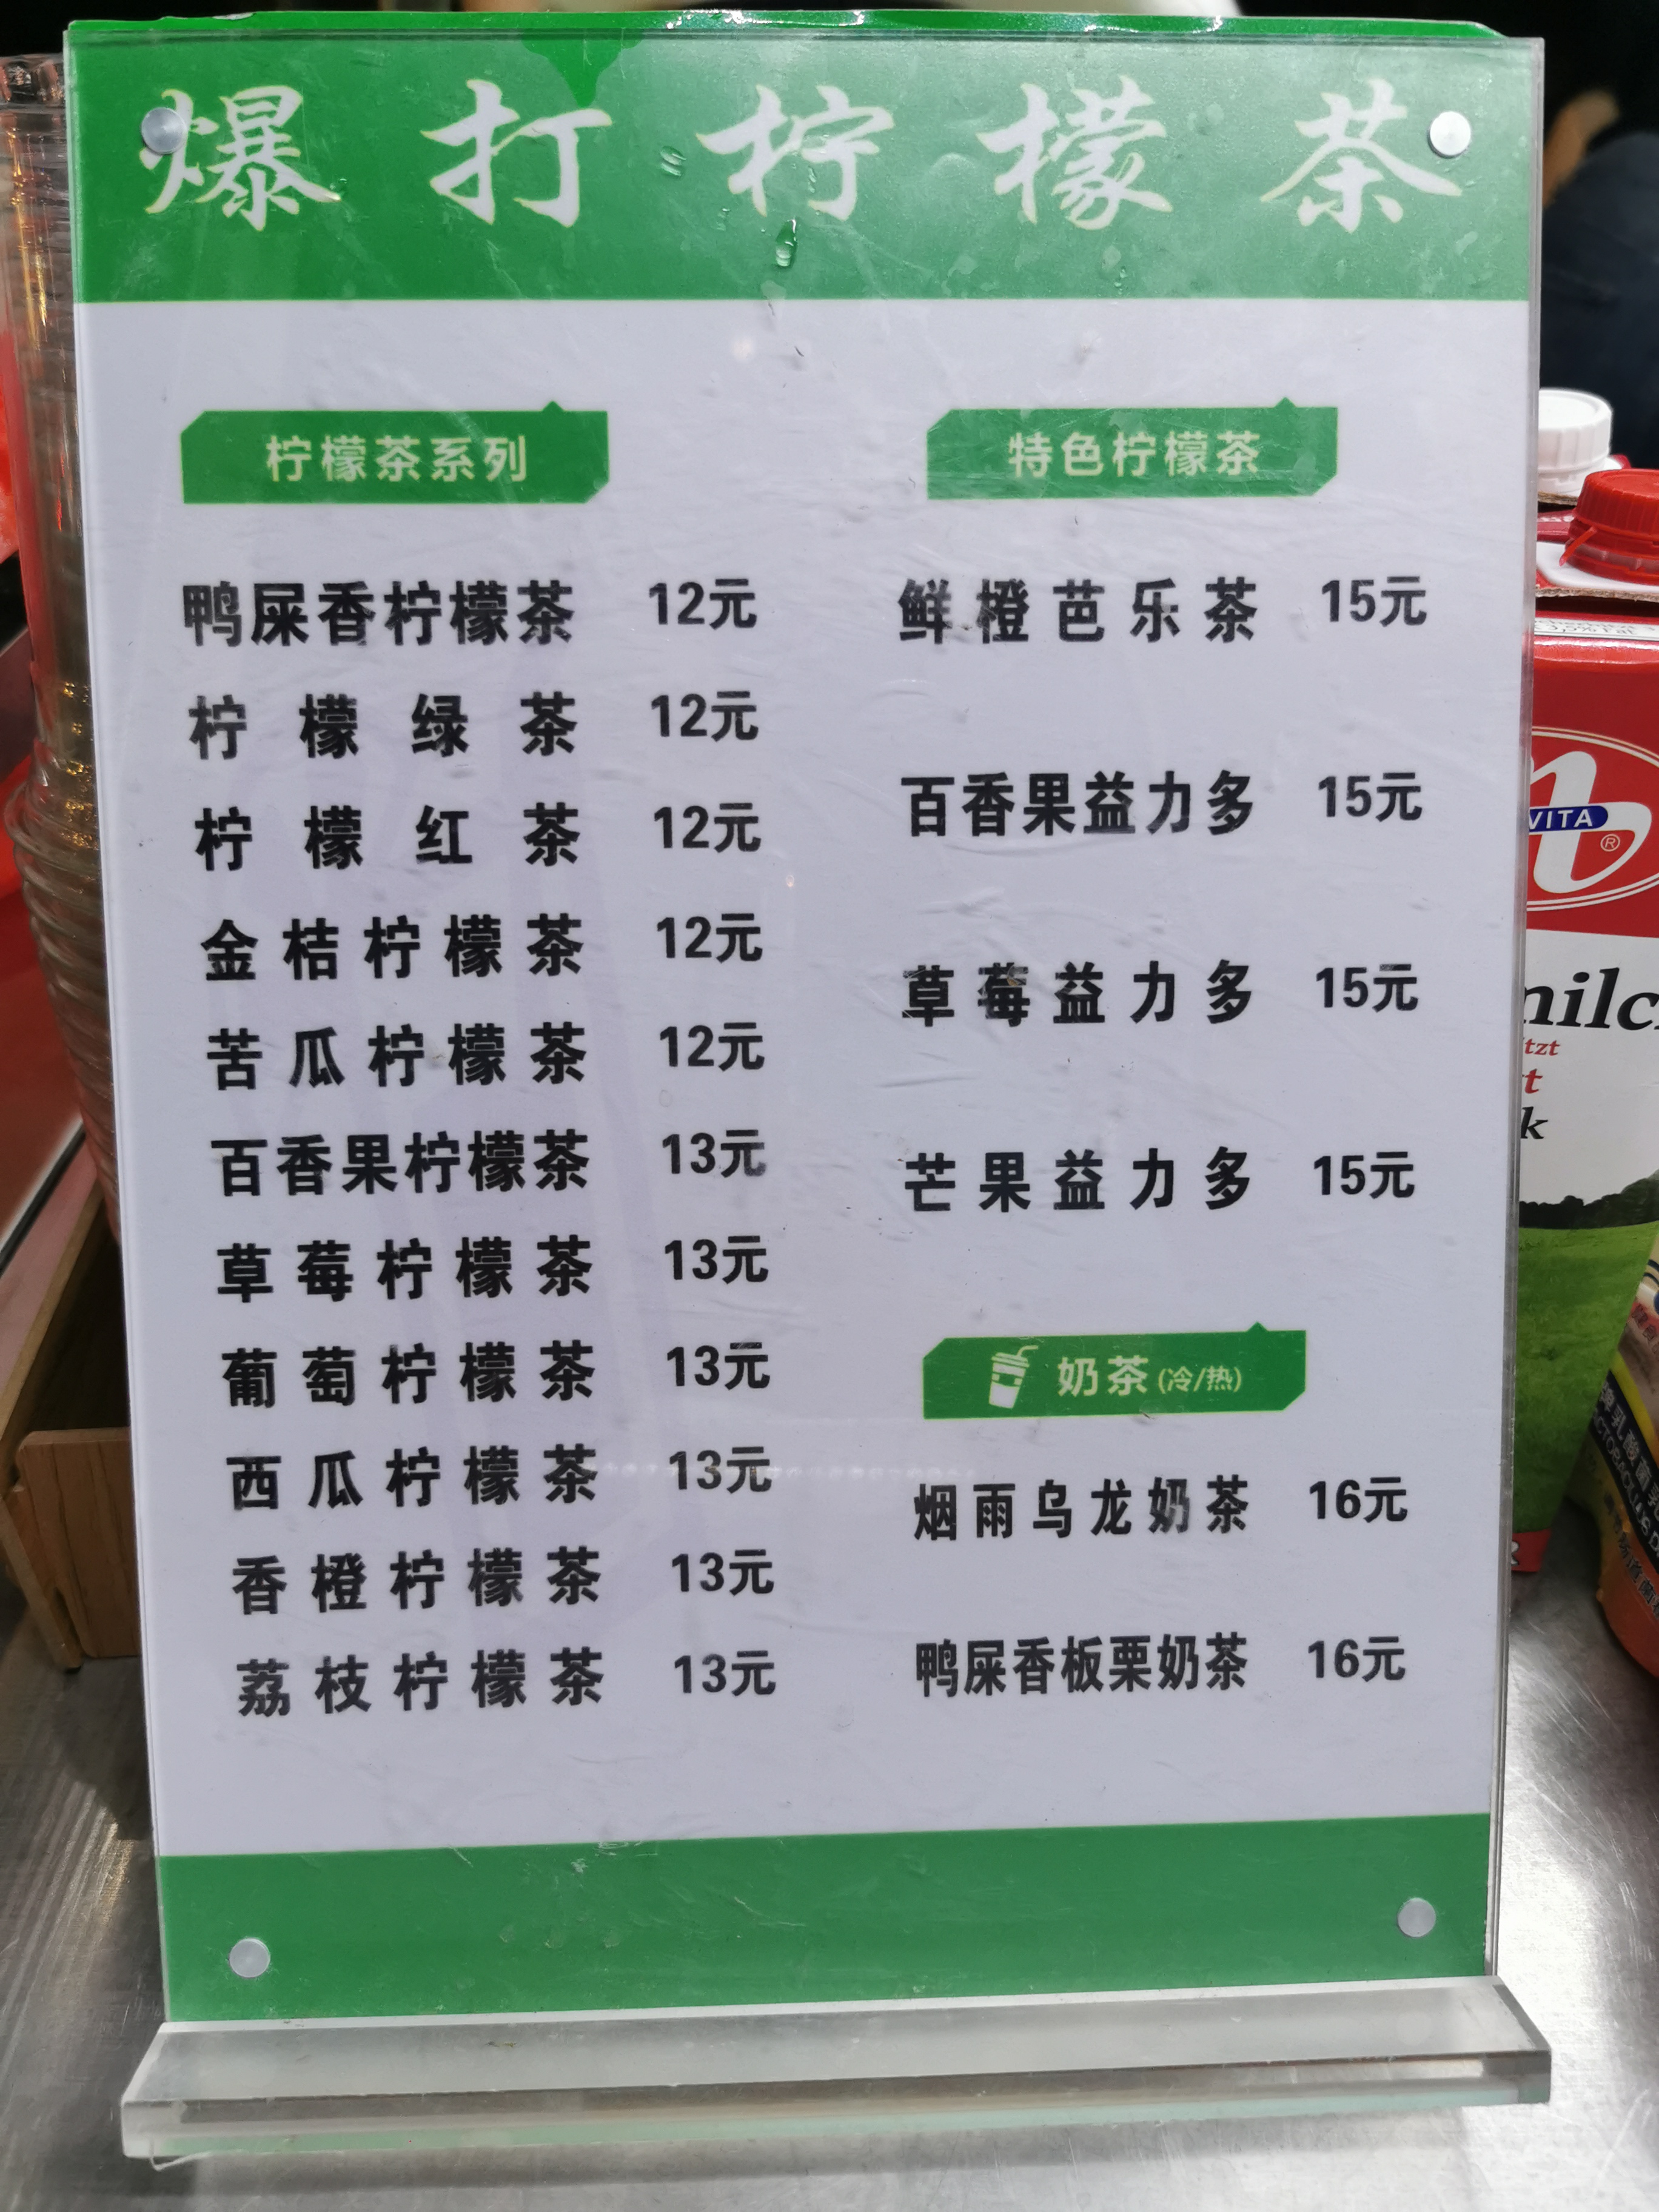 爆打柠檬茶
柠檬茶系列
鸭屎香柠檬茶 12元
柠檬绿茶 12元
柠檬红茶 12元
金桔柠檬茶 12元
苦瓜柠檬茶 12元
百香果柠檬茶 13元
草莓柠檬茶 13元
葡萄柠檬茶 13元
西瓜柠檬茶 13元
香橙柠檬茶 13元
荔枝柠檬茶 13元
特色柠檬茶
鲜橙芭乐茶 15元
百香果益力多 15元
草莓益力多 15元
芒果益力多 15元
奶茶(冷/热)
烟雨乌龙奶茶 16元
鸭屎香板栗奶茶 16元
VITA
®